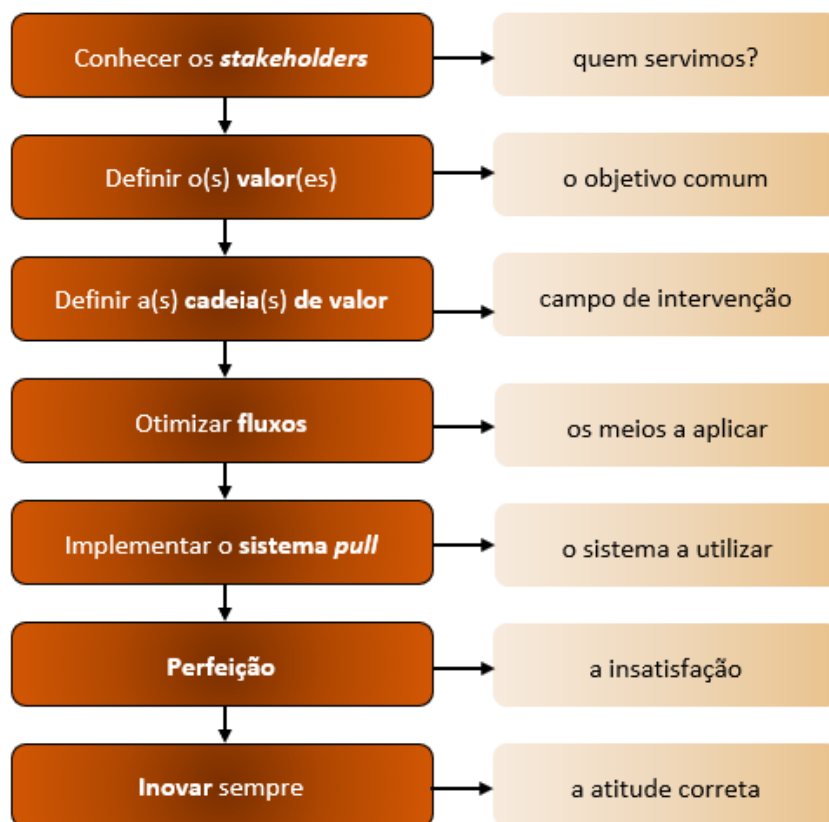 Conhecer os stakeholders
quem servimos?
Definir o(s) valor(es)
o objetivo comum
Definir a(s) cadeia(s) de valor
campo de intervenção
Otimizar fluxos
os meios a aplicar
Implementar o sistema pull
o sistema a utilizar
Perfeição
a insatisfação
Inovar sempre
a atitude correta